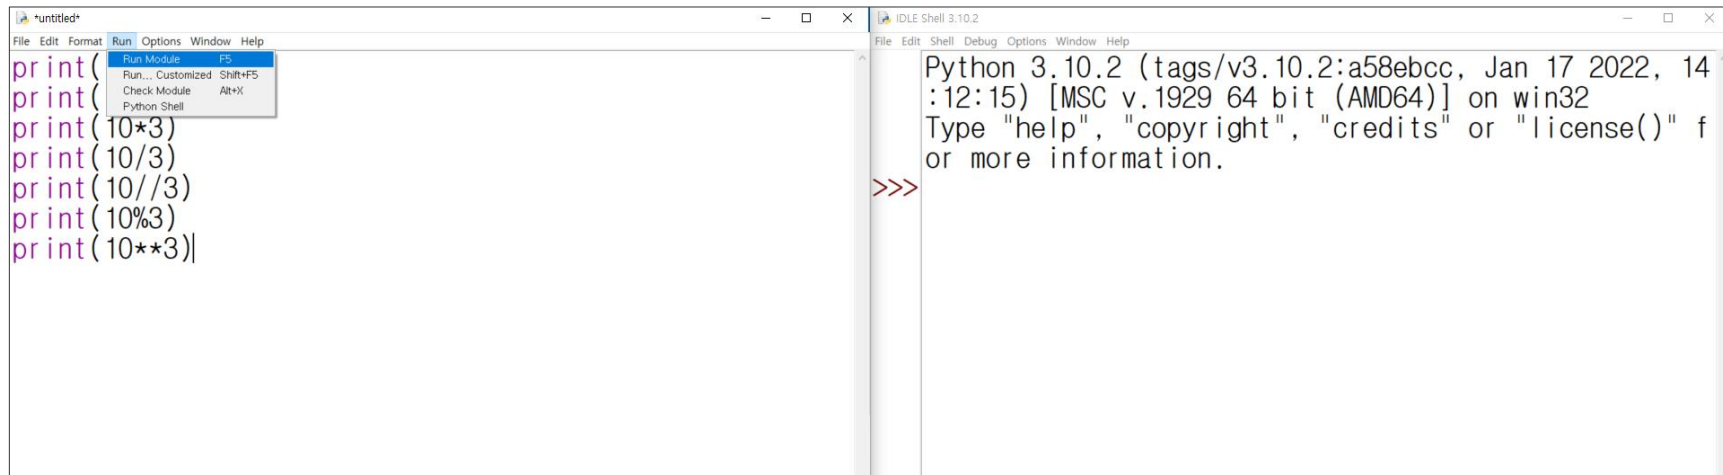 *untitled*
File Edit Format Run Options Window Help
Run Module F5
Run... Customized Shift+F5
Check Module Alt+X
Python Shell
print(
print(
print(10*3)
print(10/3)
print(10//3)
print(10%3)
print(10**3)
IDLE Shell 3.10.2
File Edit Shell Debug Options Window Help
Python 3.10.2 (tags/v3.10.2:a58ebcc, Jan 17 2022, 14
:12:15) [MSC v.1929 64 bit (AMD64)] on win32
Type "help", "copyright", "credits" or "license()" f
or more information.
>>>